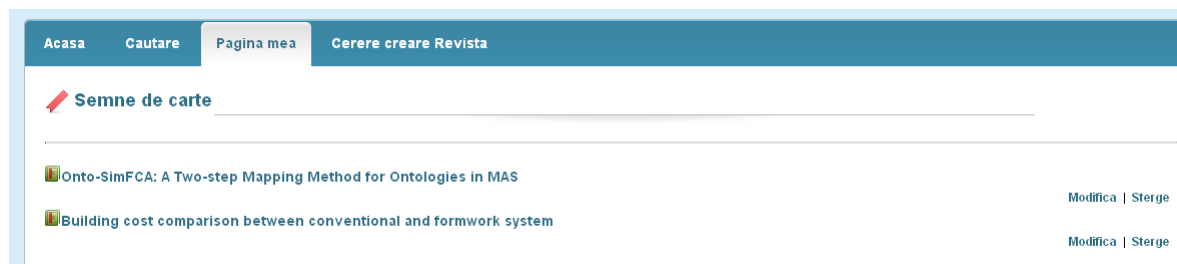 Acasa Cautare Pagina mea Cerere creare Revista
Semne de carte
Onto-SimFCA: A Two-step Mapping Method for Ontologies in MAS
Modifica | Sterge
Building cost comparison between conventional and formwork system
Modifica | Sterge